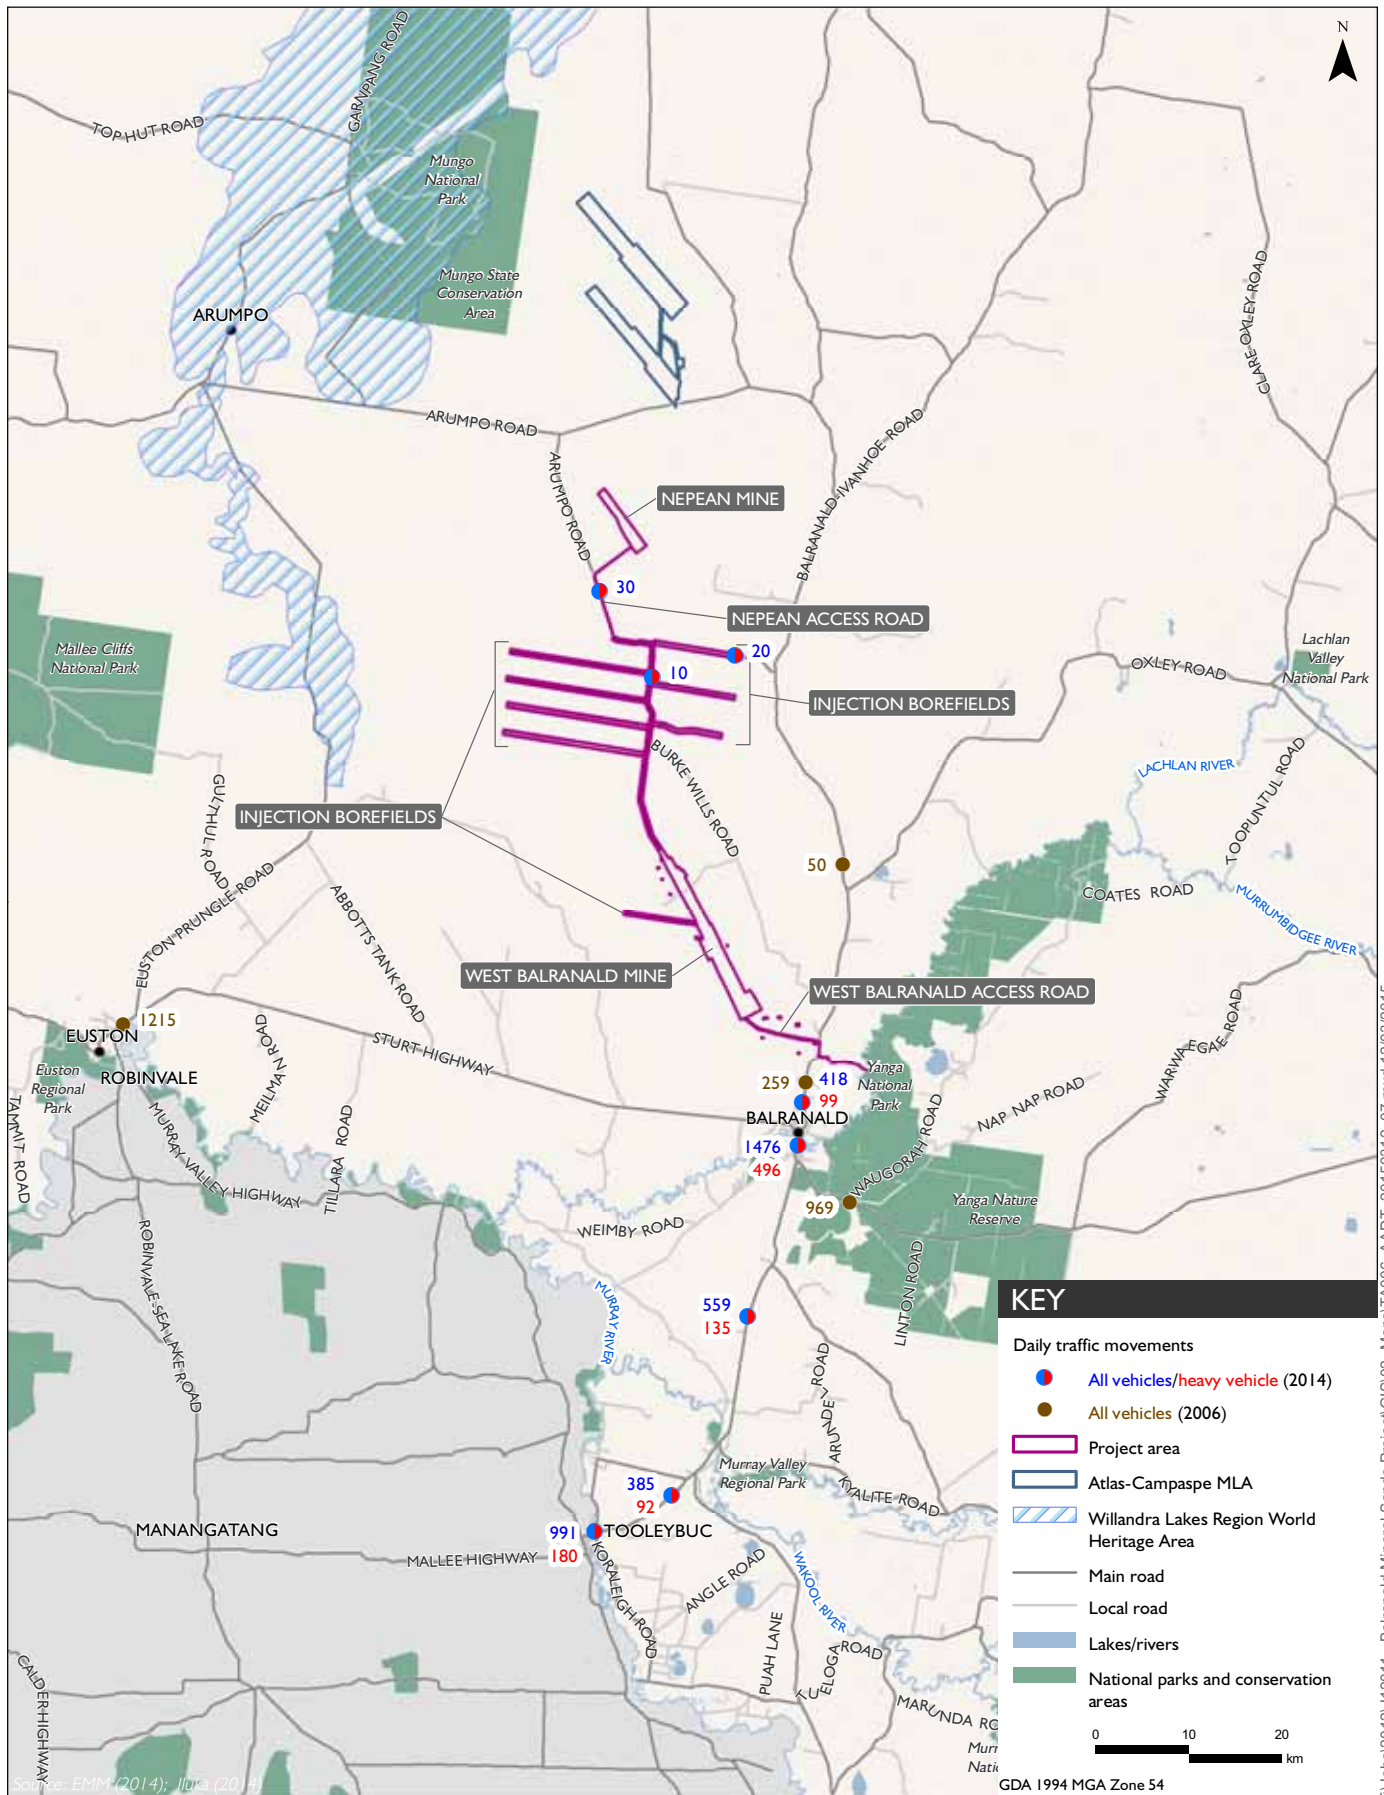 N
GARNPANG ROAD
TOP HUT ROAD
Mungo
National
Park
Mungo State
Conservation
Area
ARUMPO
CLARE-OXLEY ROAD
ARUMPO ROAD
BALRANALD-IVANHOE ROAD
ARUMPO ROAD
NEPEAN MINE
30
NEPEAN ACCESS ROAD
20
10
INJECTION BOREFIELDS
Mallee Cliffs
National Park
Lachlan
Valley
National Park
OXLEY ROAD
LACHLAN RIVER
TOOPUNTUL ROAD
BURKE WILLS ROAD
GULTHUL ROAD
INJECTION BOREFIELDS
50
COATES ROAD
MURRUMBIDGEE RIVER
EUSTON PRUNGLE ROAD
ABBOTTS TANK ROAD
WEST BALRANALD MINE
WEST BALRANALD ACCESS ROAD
1215
EUSTON
Euston
Regional
Park
ROBINVALE
MEILMAN ROAD
STURT HIGHWAY
WARWAEGAE ROAD
Yanga
National
Park
259
418
99
BALRANALD
1476
496
NAP NAP ROAD
WAUGORAH ROAD
TAMMIT ROAD
MURRAY VALLEY HIGHWAY
TILLARA ROAD
969
Yanga Nature
Reserve
WEIMBY ROAD
ROBINVALE-SEA LAKE ROAD
MURRAY RIVER
LINTON ROAD
559
135
ARUNDEL ROAD
Murray Valley
Regional Park
KYALITE ROAD
385
92
MANANGATANG
991
180
TOOLEYBUC
MALLEE HIGHWAY
KORALEIGH ROAD
ANGLE ROAD
WAKOOL RIVER
PUAH LANE
TUELOGA ROAD
MARUNDA RO
Murr
Natio
CALDER HIGHWAY
KEY
Daily traffic movements
All vehicles/heavy vehicle (2014)
All vehicles (2006)
Project area
Atlas-Campaspe MLA
Willandra Lakes Region World
Heritage Area
Main road
Local road
Lakes/rivers
National parks and conservation
areas
0 10 20
km
GDA 1994 MGA Zone 54
Source: EMM (2014); Iluka (2014)